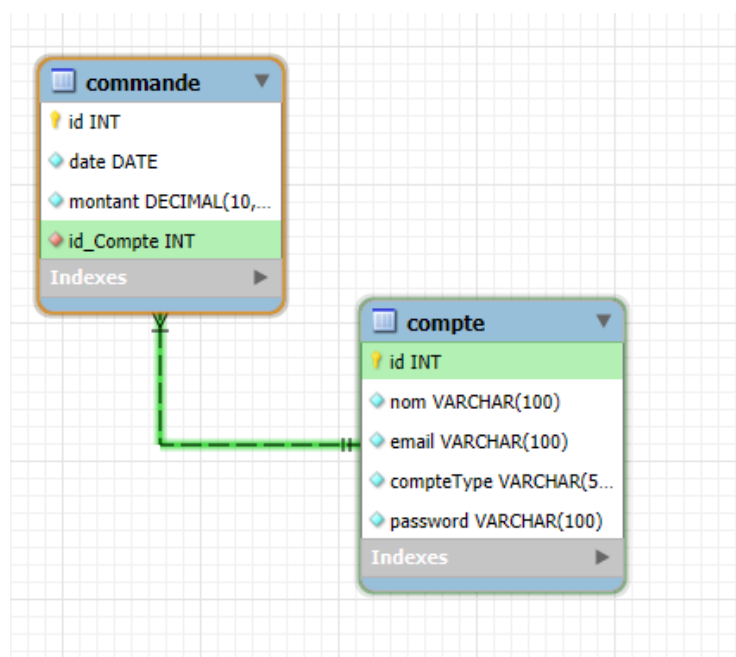 commande
id INT
date DATE
montant DECIMAL(10,...
id_Compte INT
Indexes
compte
id INT
nom VARCHAR(100)
email VARCHAR(100)
compteType VARCHAR(5...
password VARCHAR(100)
Indexes